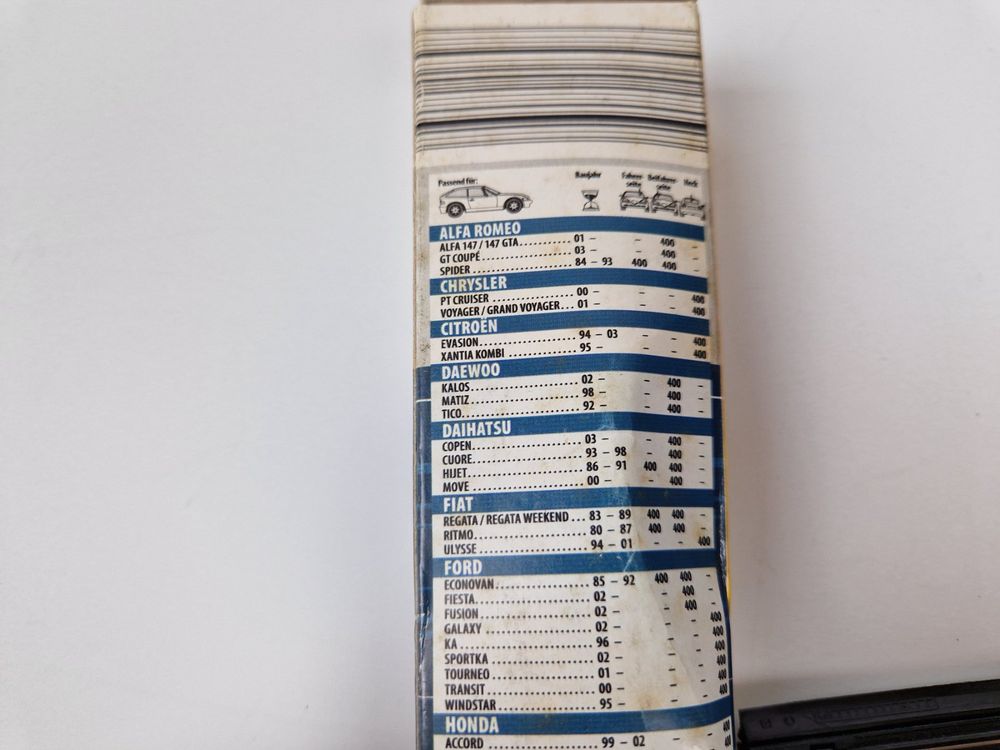 Passend für: Baujahr Fahrer- seite Beifahrer- seite Heck
ALFA ROMEO
ALFA 147 / 147 GTA........... 01 – – 400 –
GT COUPÉ...................... 03 – – 400 –
SPIDER........................ 84 – 93 400 400 –
CHRYSLER
PT CRUISER.................... 00 – – – 400
VOYAGER / GRAND VOYAGER... 01 – – – 400
CITROËN
EVASION....................... 94 – 03 – – 400
XANTIA KOMBI.................. 95 – – – 400
DAEWOO
KALOS......................... 02 – – 400 –
MATIZ......................... 98 – – 400 –
TICO.......................... 92 – – 400 –
DAIHATSU
COPEN......................... 03 – – 400 –
CUORE......................... 93 – 98 – 400 –
HIJET......................... 86 – 91 400 400 –
MOVE.......................... 00 – – 400 –
FIAT
REGATA / REGATA WEEKEND... 83 – 89 400 400 –
RITMO......................... 80 – 87 400 400 –
ULYSSE........................ 94 – 01 – – 400
FORD
ECONOVAN...................... 85 – 92 400 400 –
FIESTA........................ 02 – – 400 –
FUSION........................ 02 – – 400 –
GALAXY........................ 02 – – – 400
KA............................ 96 – – – 400
SPORTKA....................... 02 – – – 400
TOURNEO....................... 01 – – – 400
TRANSIT....................... 00 – – – 400
WINDSTAR...................... 95 – – – 400
HONDA
ACCORD........................ 99 – 02 – – 400